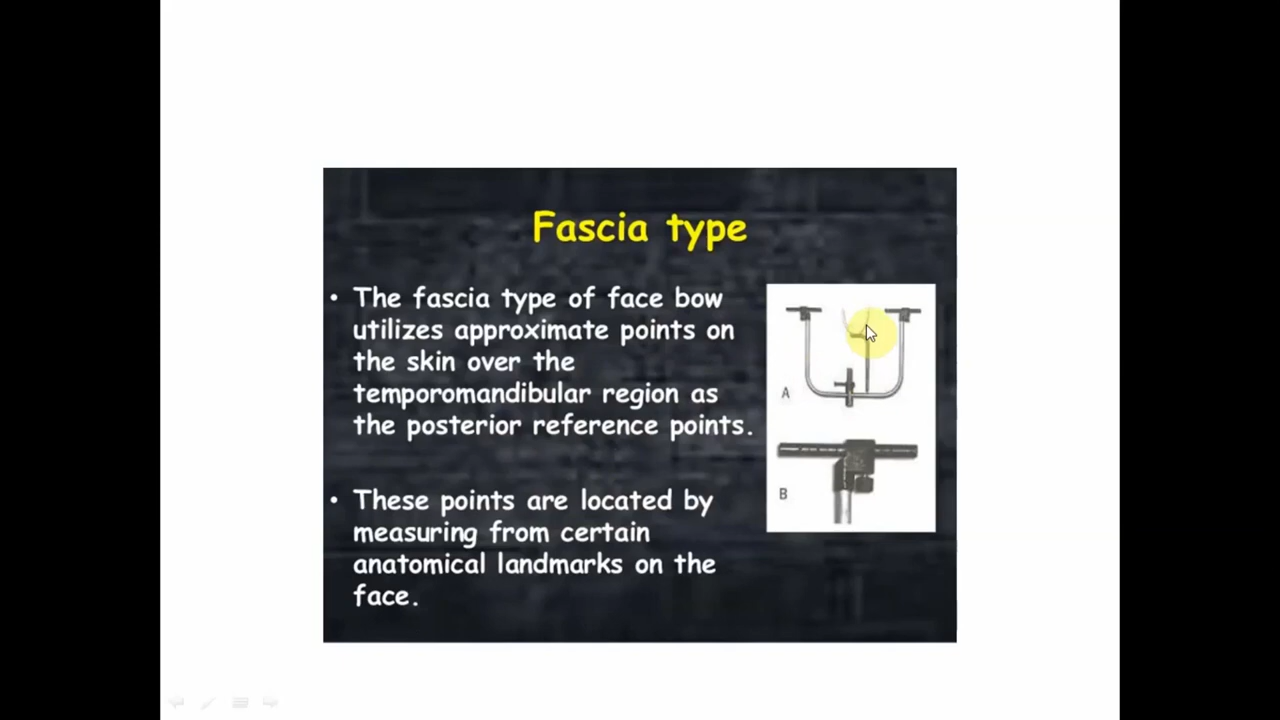 Fascia type
• The fascia type of face bow
utilizes approximate points on
the skin over the
temporomandibular region as
the posterior reference points.
• These points are located by
measuring from certain
anatomical landmarks on the
face.
A
B